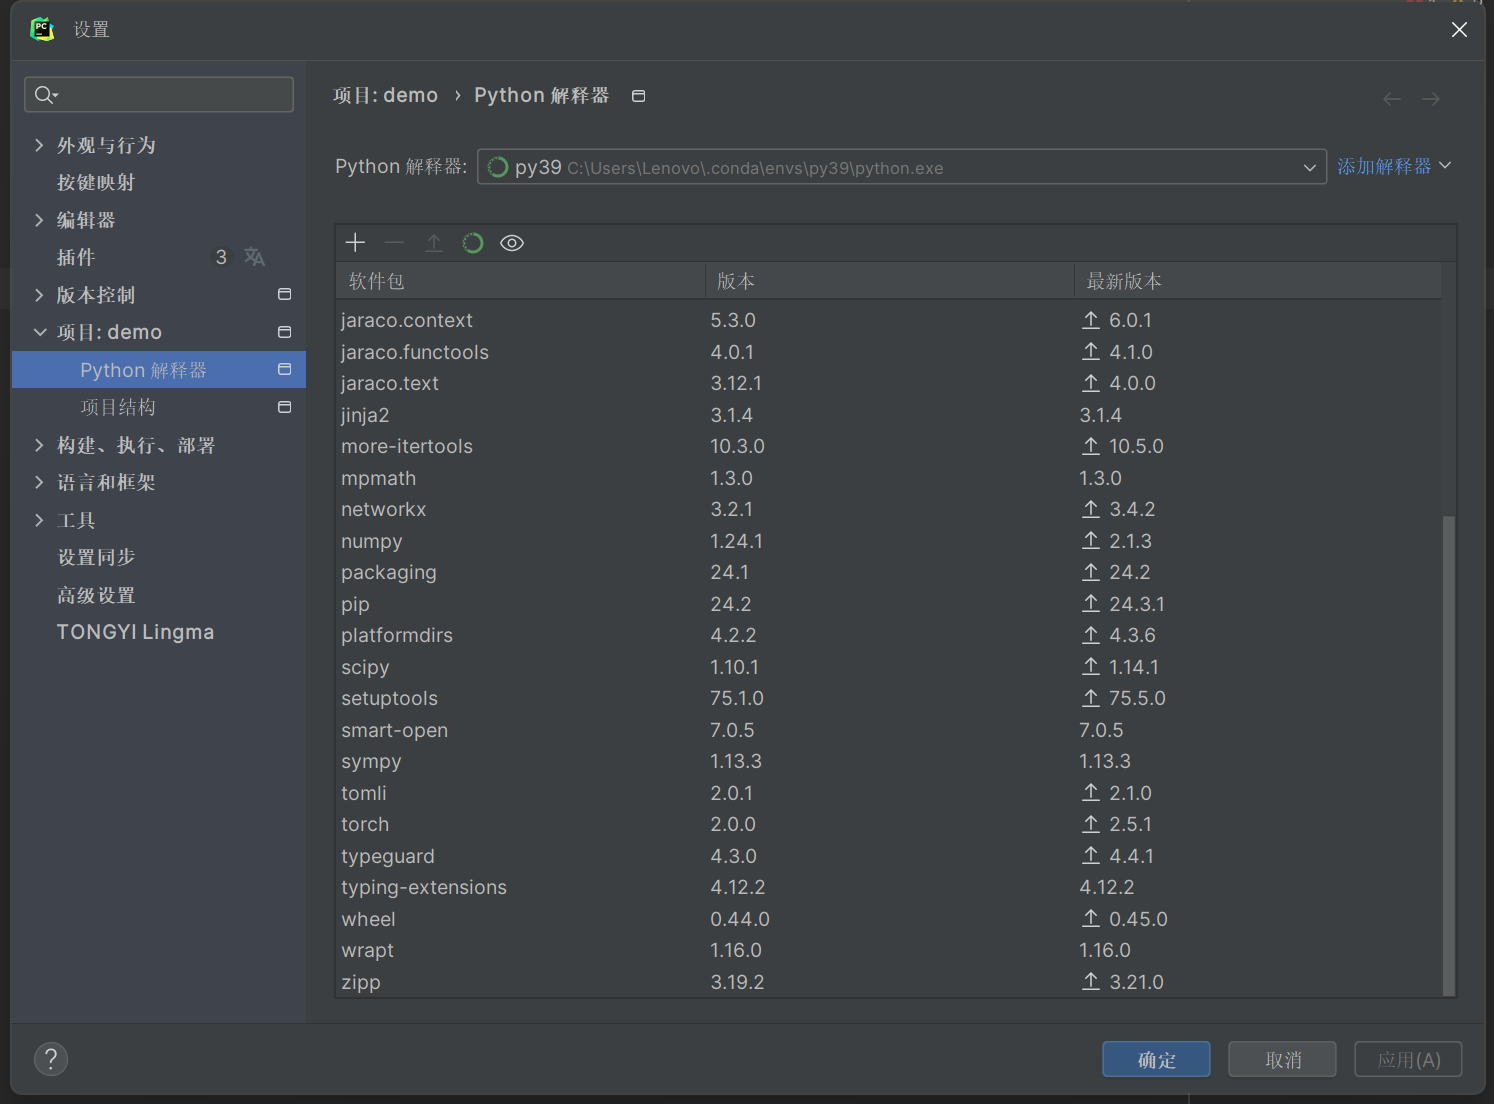 PC
设置
项目: demo › Python 解释器
外观与行为
按键映射
编辑器
插件 3
版本控制
项目: demo
Python 解释器
项目结构
构建、执行、部署
语言和框架
工具
设置同步
高级设置
TONGYI Lingma
Python 解释器: py39 C:\Users\Lenovo\.conda\envs\py39\python.exe 添加解释器
软件包 版本 最新版本
jaraco.context 5.3.0 6.0.1
jaraco.functools 4.0.1 4.1.0
jaraco.text 3.12.1 4.0.0
jinja2 3.1.4 3.1.4
more-itertools 10.3.0 10.5.0
mpmath 1.3.0 1.3.0
networkx 3.2.1 3.4.2
numpy 1.24.1 2.1.3
packaging 24.1 24.2
pip 24.2 24.3.1
platformdirs 4.2.2 4.3.6
scipy 1.10.1 1.14.1
setuptools 75.1.0 75.5.0
smart-open 7.0.5 7.0.5
sympy 1.13.3 1.13.3
tomli 2.0.1 2.1.0
torch 2.0.0 2.5.1
typeguard 4.3.0 4.4.1
typing-extensions 4.12.2 4.12.2
wheel 0.44.0 0.45.0
wrapt 1.16.0 1.16.0
zipp 3.19.2 3.21.0
? 确定 取消 应用(A)